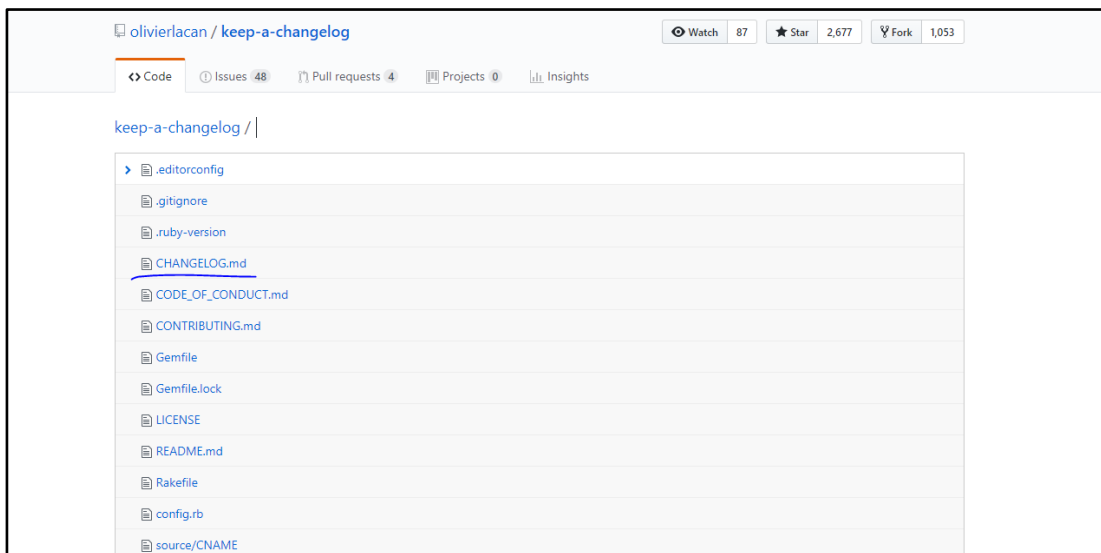 olivierlacan / keep-a-changelog
Watch 87 Star 2,677 Fork 1,053
Code Issues 48 Pull requests 4 Projects 0 Insights
keep-a-changelog /
.editorconfig
.gitignore
.ruby-version
CHANGELOG.md
CODE_OF_CONDUCT.md
CONTRIBUTING.md
Gemfile
Gemfile.lock
LICENSE
README.md
Rakefile
config.rb
source/CNAME